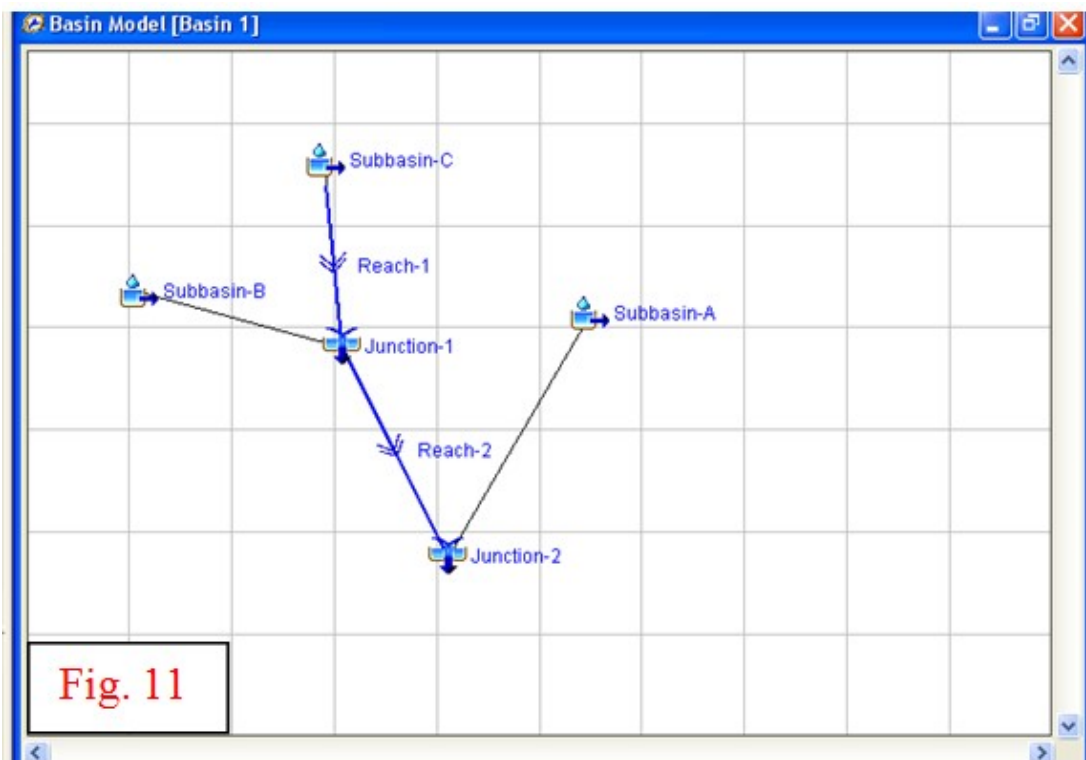 Basin Model [Basin 1]
Subbasin-C
Reach-1
Subbasin-B
Subbasin-A
Junction-1
Reach-2
Junction-2
Fig. 11